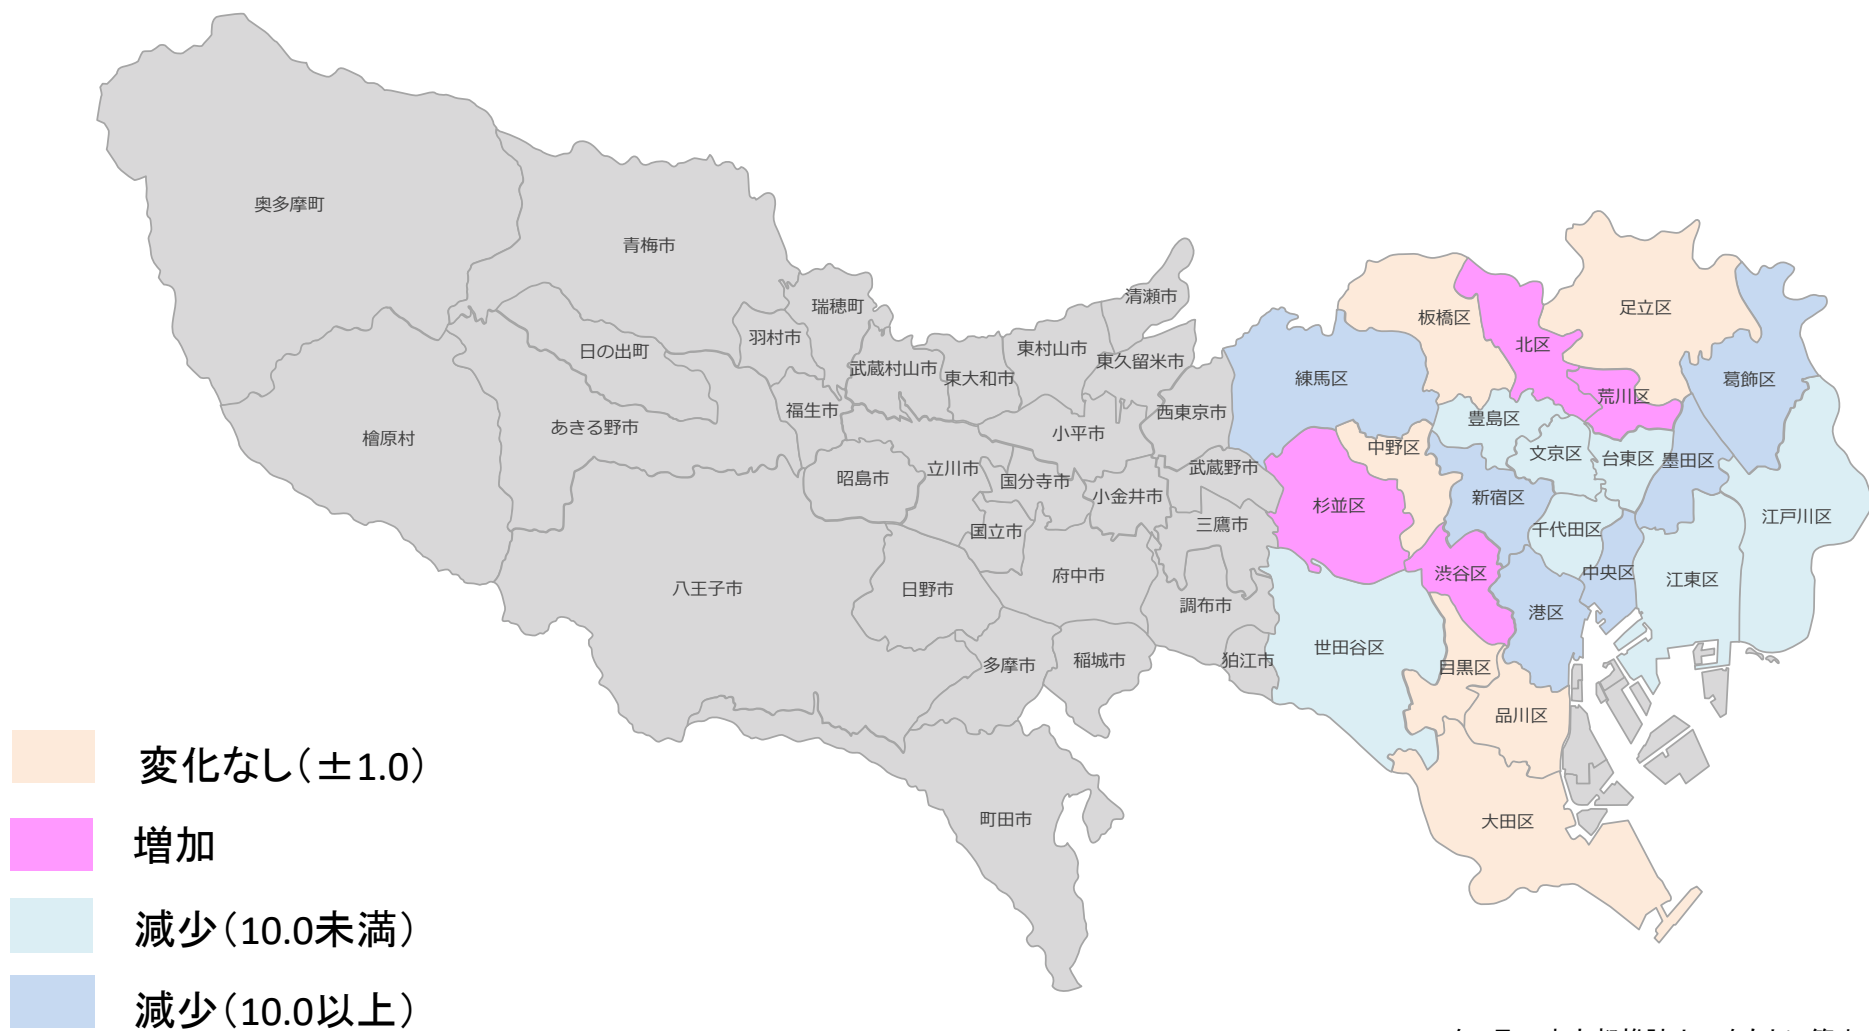 奥多摩町
青梅市
瑞穂町
清瀬市
羽村市
日の出町
武蔵村山市
東大和市
東村山市
東久留米市
福生市
あきる野市
檜原村
西東京市
小平市
昭島市
立川市
国分寺市
小金井市
武蔵野市
三鷹市
国立市
八王子市
日野市
府中市
調布市
狛江市
多摩市
稲城市
町田市
足立区
板橋区
北区
葛飾区
練馬区
荒川区
豊島区
中野区
文京区
台東区
墨田区
杉並区
新宿区
千代田区
江戸川区
渋谷区
中央区
江東区
港区
世田谷区
目黒区
品川区
大田区
変化なし(±1.0)
増加
減少(10.0未満)
減少(10.0以上)